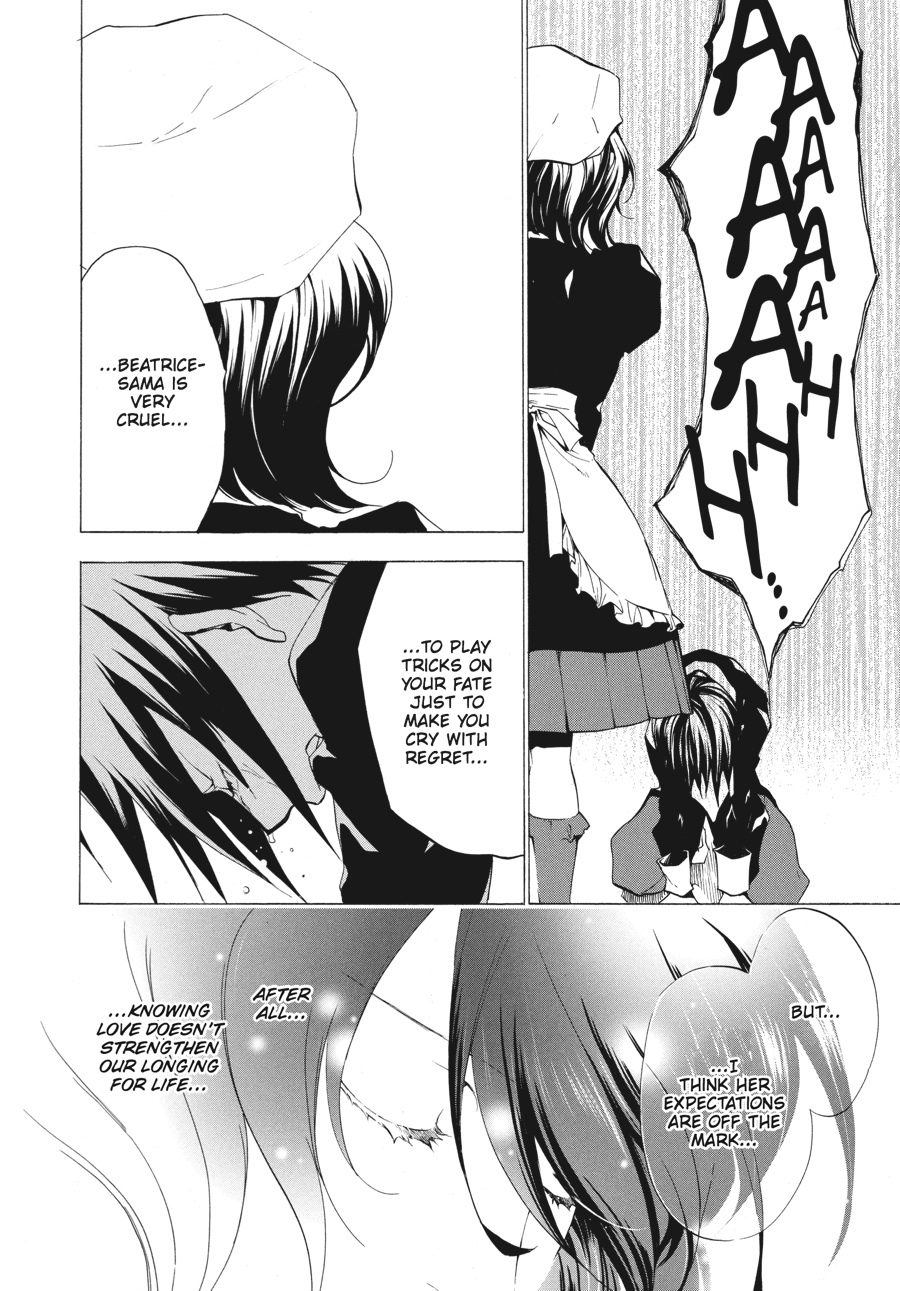 AAAAAAAHHH...
...BEATRICE-
SAMA IS
VERY
CRUEL...
...TO PLAY
TRICKS ON
YOUR FATE
JUST TO
MAKE YOU
CRY WITH
REGRET...
BUT...
...I
THINK HER
EXPECTATIONS
ARE OFF THE
MARK...
AFTER
ALL...
...KNOWING
LOVE DOESN'T
STRENGTHEN
OUR LONGING
FOR LIFE...